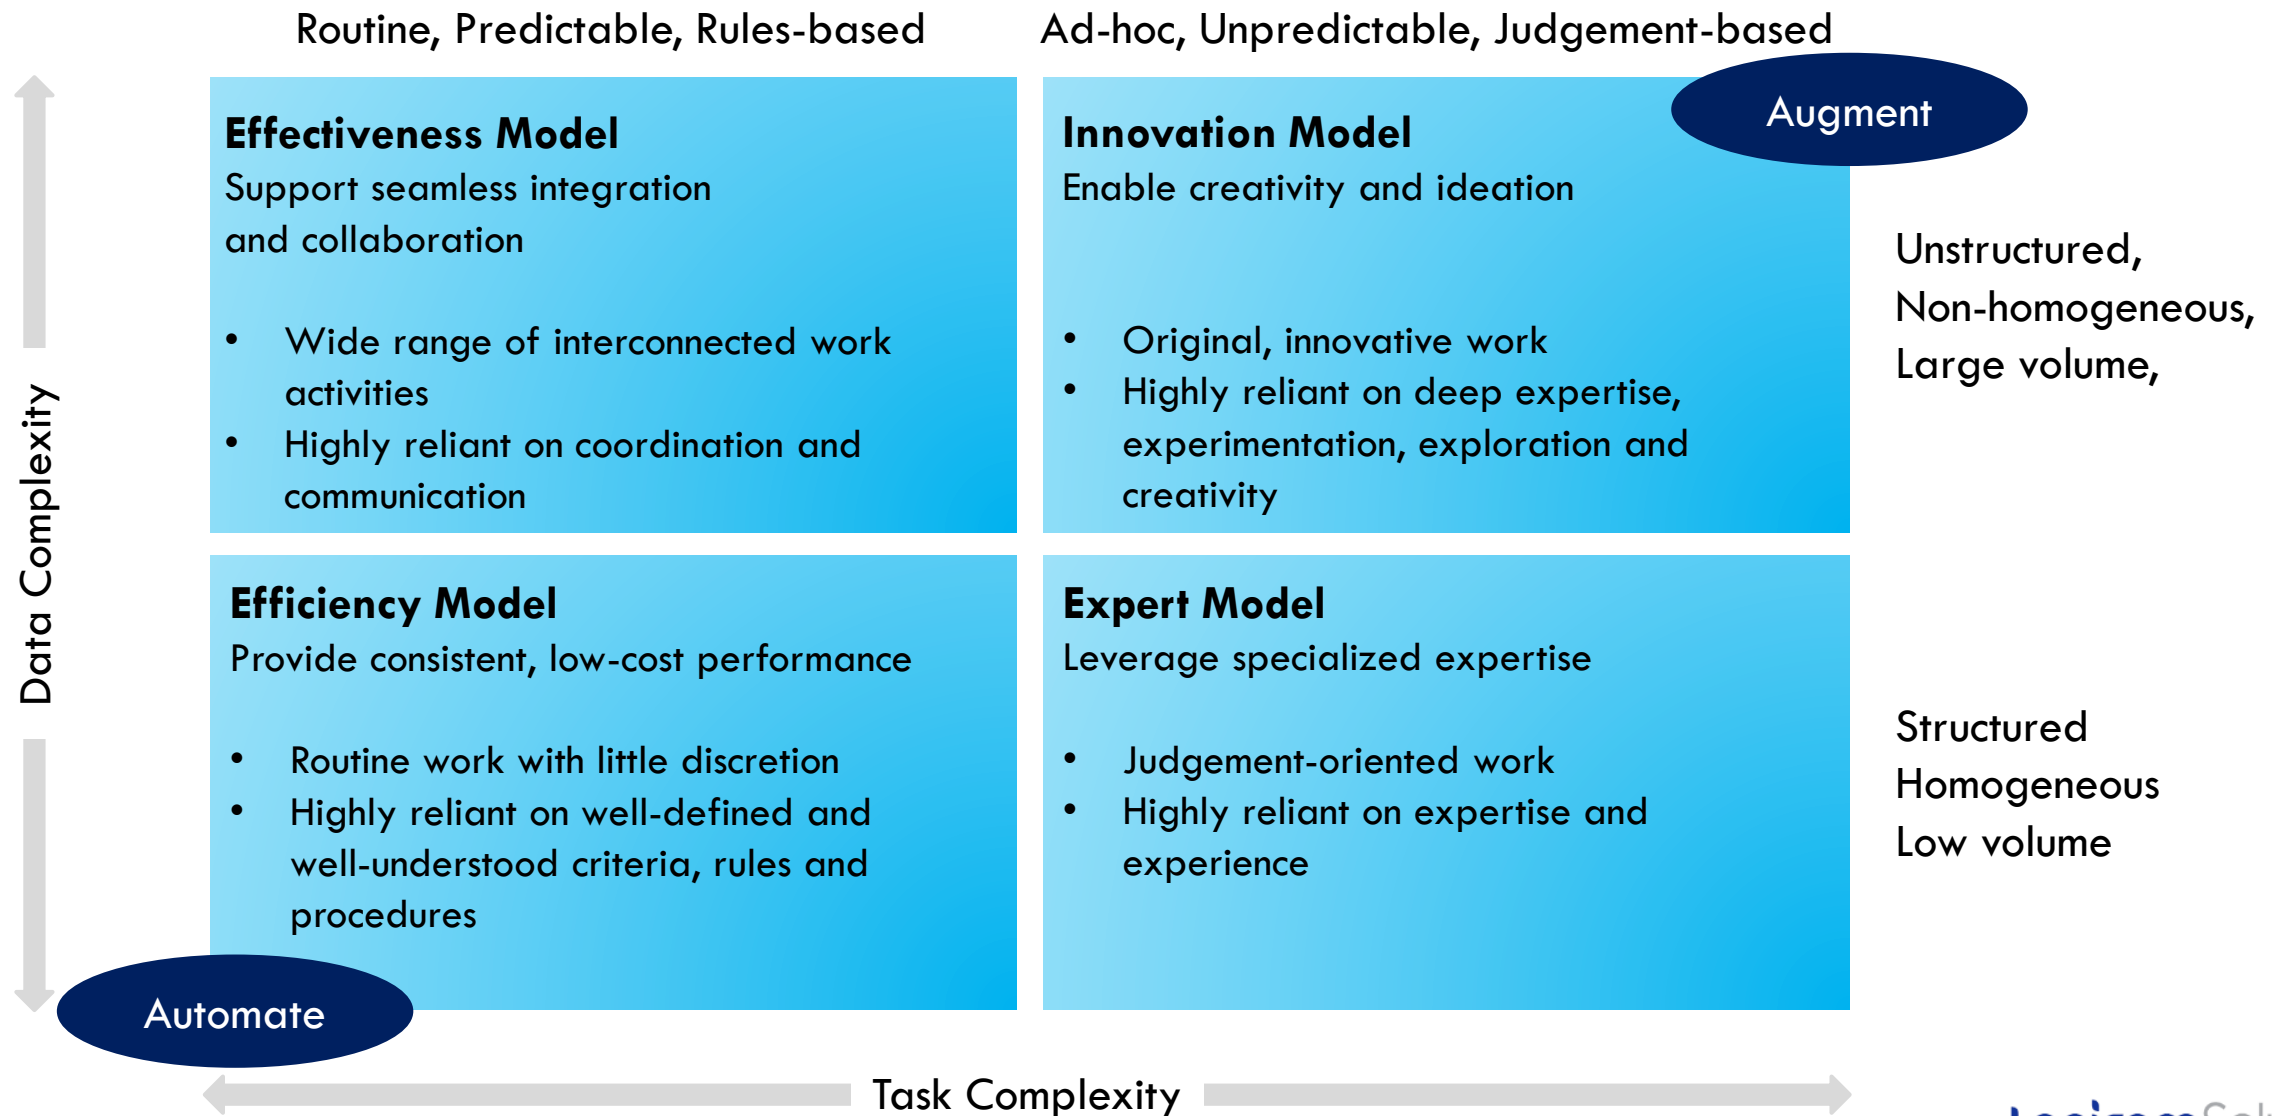 Routine, Predictable, Rules-based
Ad-hoc, Unpredictable, Judgement-based
Augment
Effectiveness Model
Support seamless integration
and collaboration
• Wide range of interconnected work
activities
• Highly reliant on coordination and
communication
Innovation Model
Enable creativity and ideation
• Original, innovative work
• Highly reliant on deep expertise,
experimentation, exploration and
creativity
Unstructured,
Non-homogeneous,
Large volume,
Data Complexity
Efficiency Model
Provide consistent, low-cost performance
• Routine work with little discretion
• Highly reliant on well-defined and
well-understood criteria, rules and
procedures
Expert Model
Leverage specialized expertise
• Judgement-oriented work
• Highly reliant on expertise and
experience
Structured
Homogeneous
Low volume
Automate
Task Complexity